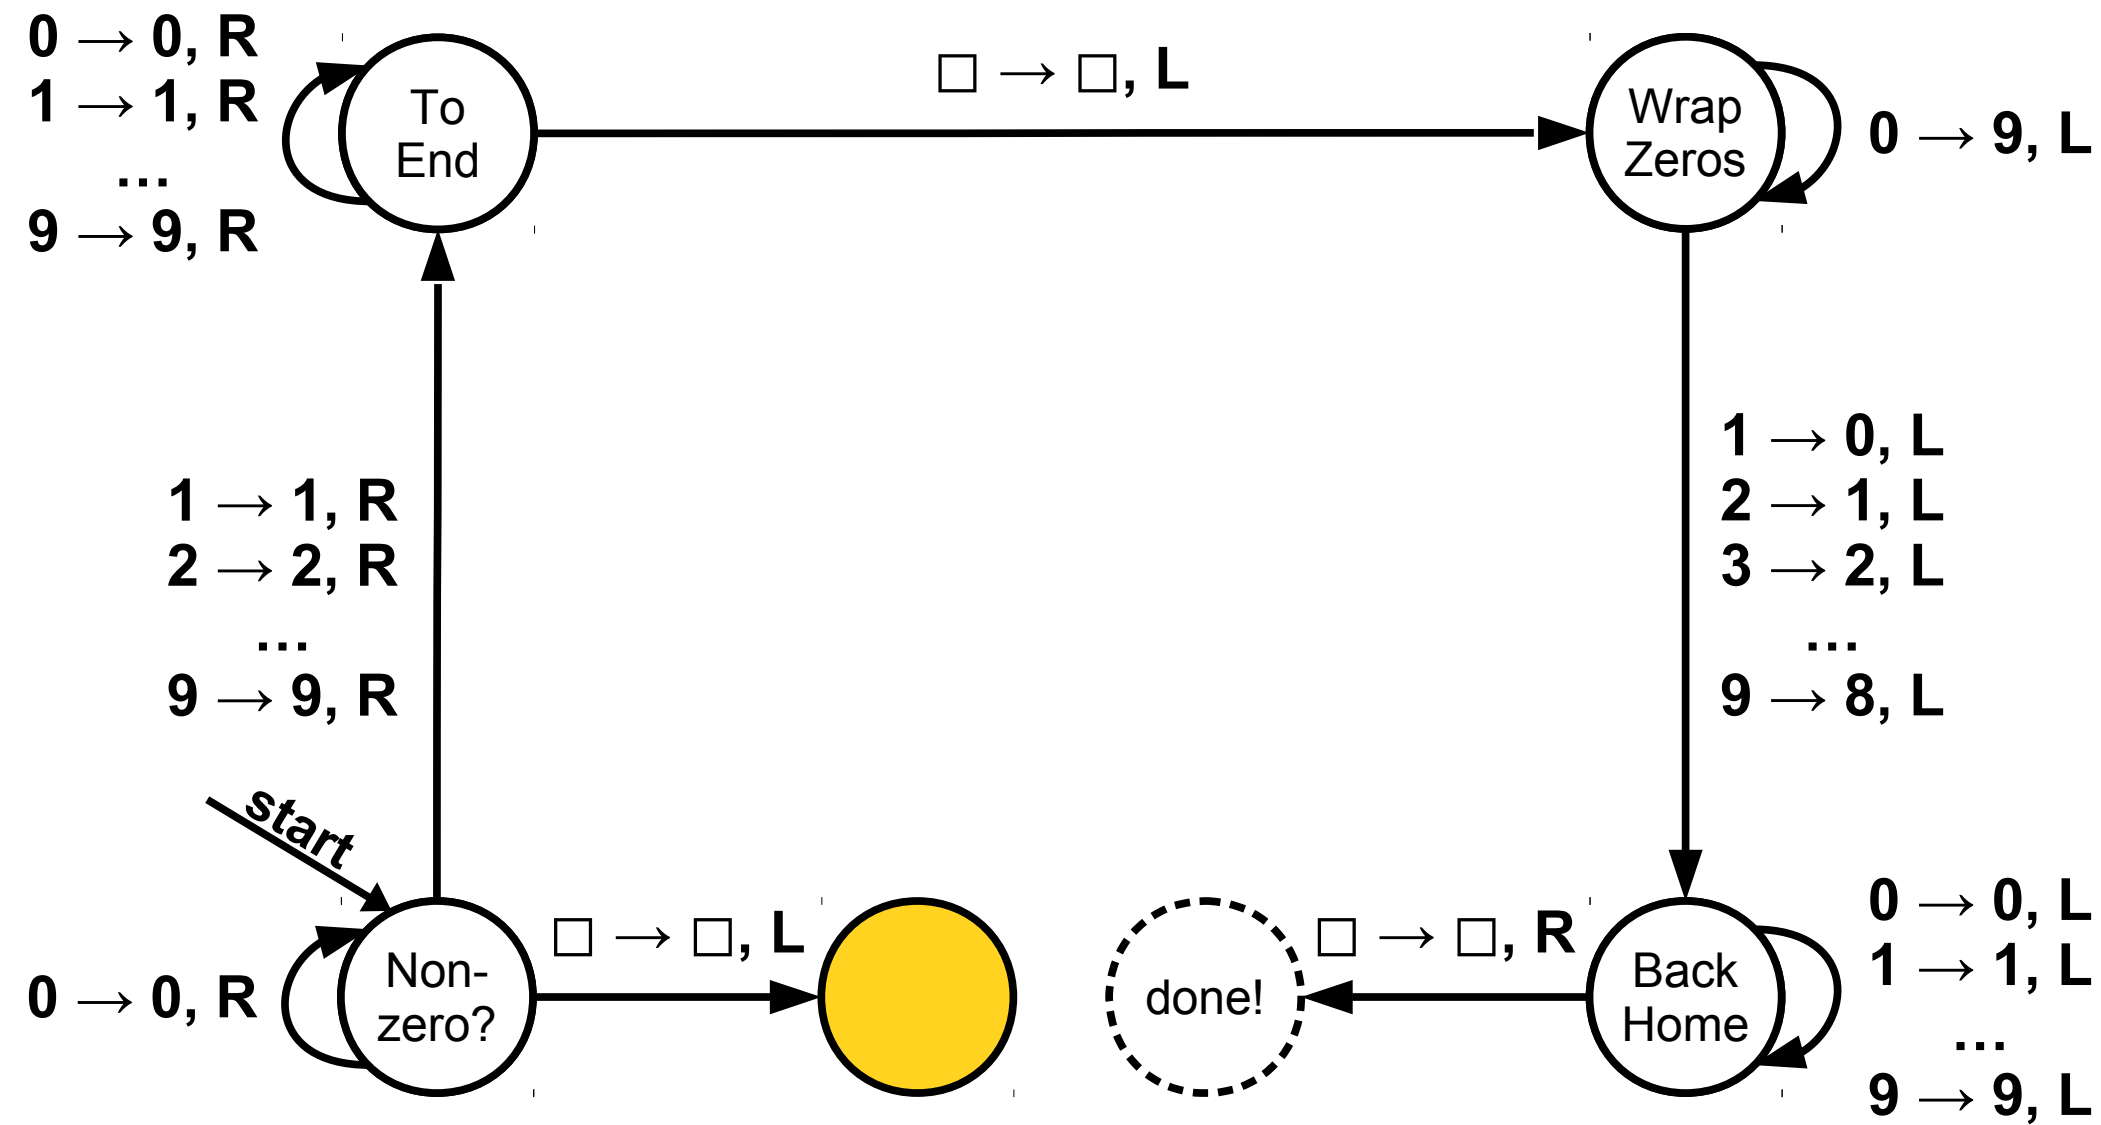 0 → 0, R
1 → 1, R
...
9 → 9, R
To
End
□ → □, L
Wrap
Zeros
0 → 9, L
1 → 1, R
2 → 2, R
...
9 → 9, R
1 → 0, L
2 → 1, L
3 → 2, L
...
9 → 8, L
start
0 → 0, R
Non-
zero?
□ → □, L
done!
□ → □, R
Back
Home
0 → 0, L
1 → 1, L
...
9 → 9, L